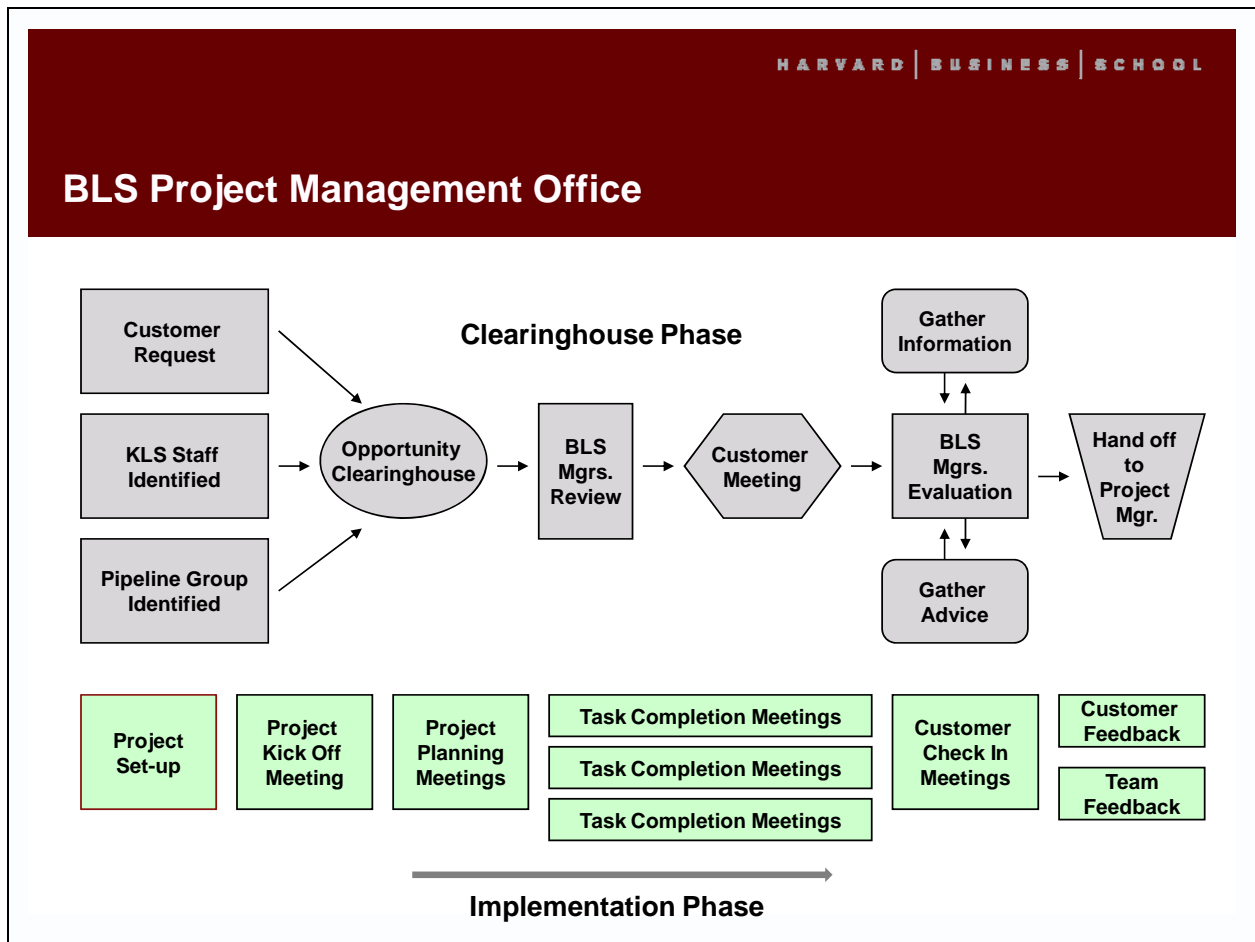 HARVARD | BUSINESS | SCHOOL
BLS Project Management Office
Customer
Request
KLS Staff
Identified
Pipeline Group
Identified
Clearinghouse Phase
Opportunity
Clearinghouse
BLS
Mgrs.
Review
Customer
Meeting
Gather
Information
BLS
Mgrs.
Evaluation
Gather
Advice
Hand off
to
Project
Mgr.
Project
Set-up
Project
Kick Off
Meeting
Project
Planning
Meetings
Task Completion Meetings
Task Completion Meetings
Task Completion Meetings
Customer
Check In
Meetings
Customer
Feedback
Team
Feedback
Implementation Phase